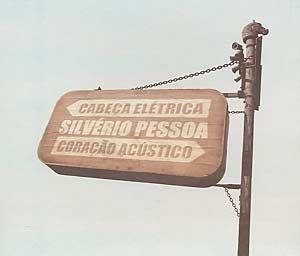 CABEÇA ELÉTRICA
SILVÉRIO PESSOA
CORAÇÃO ACÚSTICO